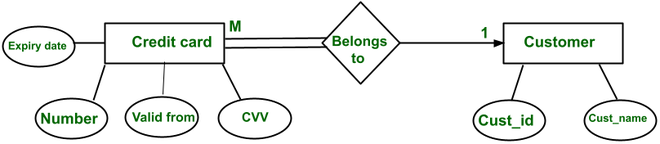 M
1
Expiry date
Credit card
Belongs
to
Customer
Number
Valid from
CVV
Cust_id
Cust_name